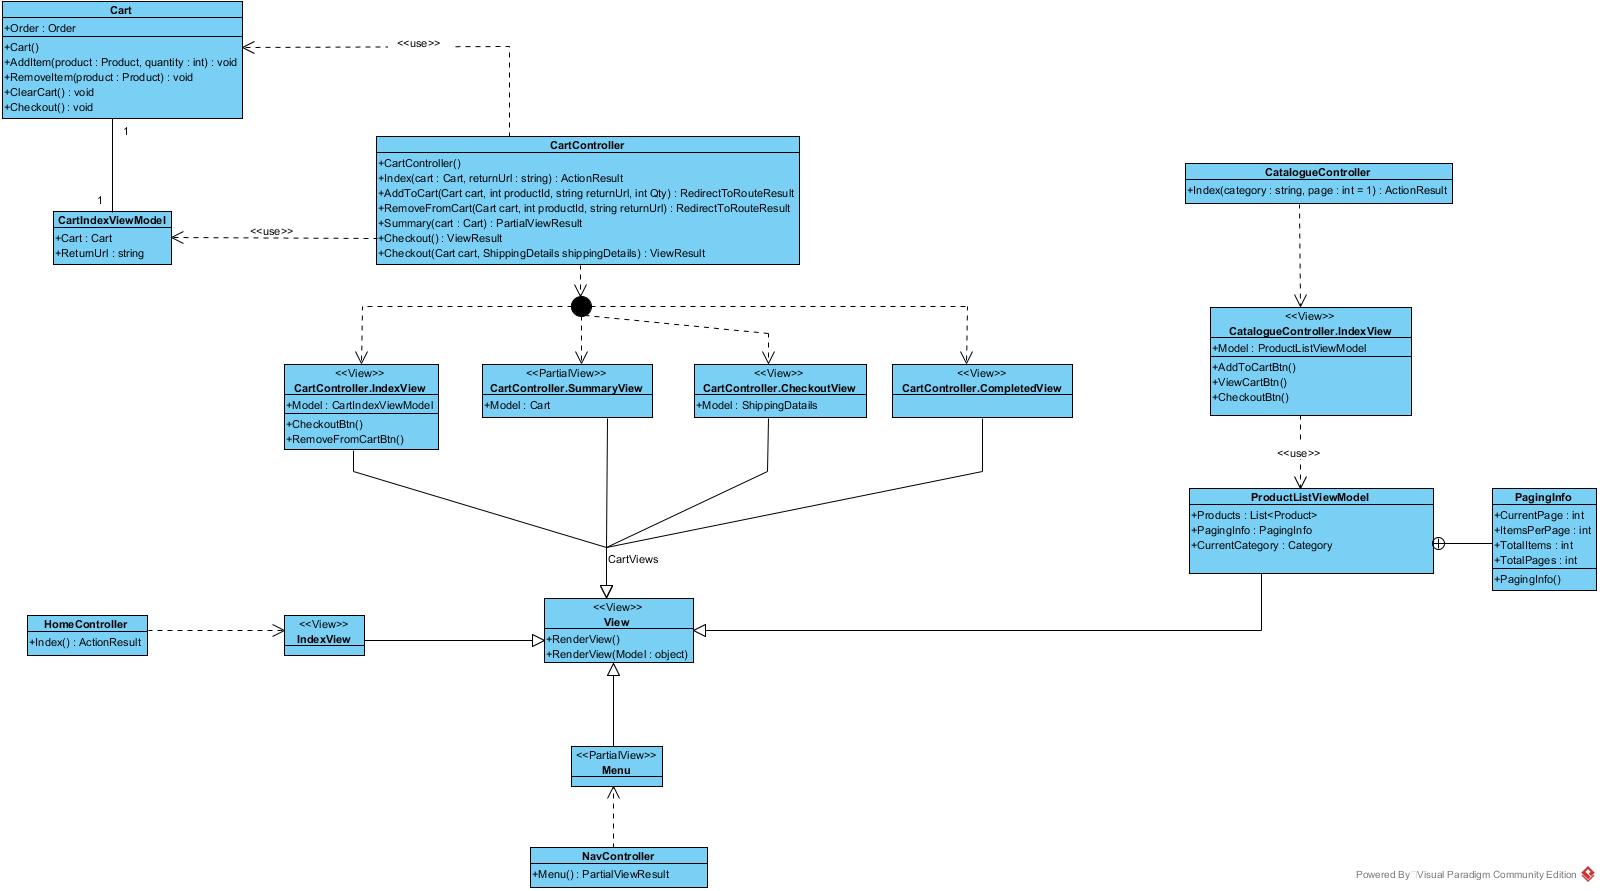 Cart
+Order : Order
+Cart()
+AddItem(product : Product, quantity : int) : void
+RemoveItem(product : Product) : void
+ClearCart() : void
+Checkout() : void
<<use>>
1
1
CartIndexViewModel
+Cart : Cart
+ReturnUrl : string
<<use>>
CartController
+CartController()
+Index(cart : Cart, returnUrl : string) : ActionResult
+AddToCart(Cart cart, int productId, string returnUrl, int Qty) : RedirectToRouteResult
+RemoveFromCart(Cart cart, int productId, string returnUrl) : RedirectToRouteResult
+Summary(cart : Cart) : PartialViewResult
+Checkout() : ViewResult
+Checkout(Cart cart, ShippingDetails shippingDetails) : ViewResult
CatalogueController
+Index(category : string, page : int = 1) : ActionResult
<<View>>
CatalogueController.IndexView
+Model : ProductListViewModel
+AddToCartBtn()
+ViewCartBtn()
+CheckoutBtn()
<<View>>
CartController.IndexView
+Model : CartIndexViewModel
+CheckoutBtn()
+RemoveFromCartBtn()
<<PartialView>>
CartController.SummaryView
+Model : Cart
<<View>>
CartController.CheckoutView
+Model : ShippingDatails
<<View>>
CartController.CompletedView
<<use>>
ProductListViewModel
+Products : List<Product>
+PagingInfo : PagingInfo
+CurrentCategory : Category
PagingInfo
+CurrentPage : int
+ItemsPerPage : int
+TotalItems : int
+TotalPages : int
+PagingInfo()
CartViews
HomeController
+Index() : ActionResult
<<View>>
IndexView
<<View>>
View
+RenderView()
+RenderView(Model : object)
<<PartialView>>
Menu
NavController
+Menu() : PartialViewResult
Powered By Visual Paradigm Community Edition